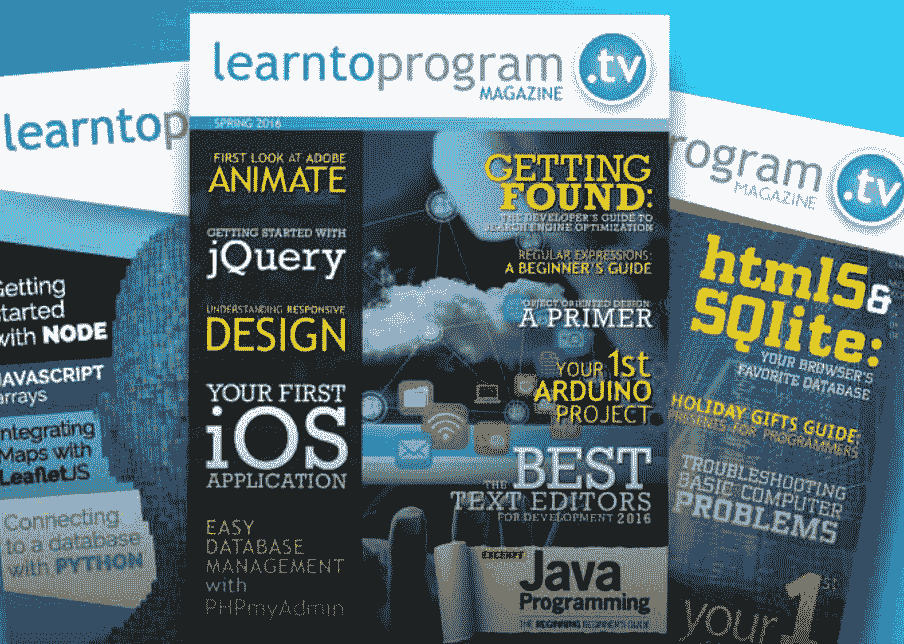 learntoprogram
MAGAZINE
.tv
SPRING 2016
FIRST LOOK AT ADOBE
ANIMATE
GETTING STARTED WITH
jQuery
UNDERSTANDING RESPONSIVE
DESIGN
YOUR FIRST
iOS
APPLICATION
EASY
DATABASE
MANAGEMENT
with
PHPmyAdmin
GETTING
FOUND:
THE DEVELOPER'S GUIDE TO
SEARCH ENGINE OPTIMIZATION
REGULAR EXPRESSIONS:
A BEGINNER'S GUIDE
OBJECT ORIENTED DESIGN:
A PRIMER
YOUR 1st
ARDUINO
PROJECT
THE BEST
TEXT EDITORS
FOR DEVELOPMENT 2016
EXCERPT
Java
Programming
THE BEGINNING BEGINNER'S GUIDE
learntop
Getting
started
with NODE
JAVASCRIPT
arrays
Integrating
Maps with
LeafletJS
Connecting
to a database
with PYTHON
rogram
MAGAZINE
.tv
html5&
SQlite:
YOUR BROWSER'S
FAVORITE DATABASE
HOLIDAY GIFTS GUIDE:
PRESENTS FOR PROGRAMMERS
TROUBLESHOOTING
BASIC COMPUTER
PROBLEMS
your 1st